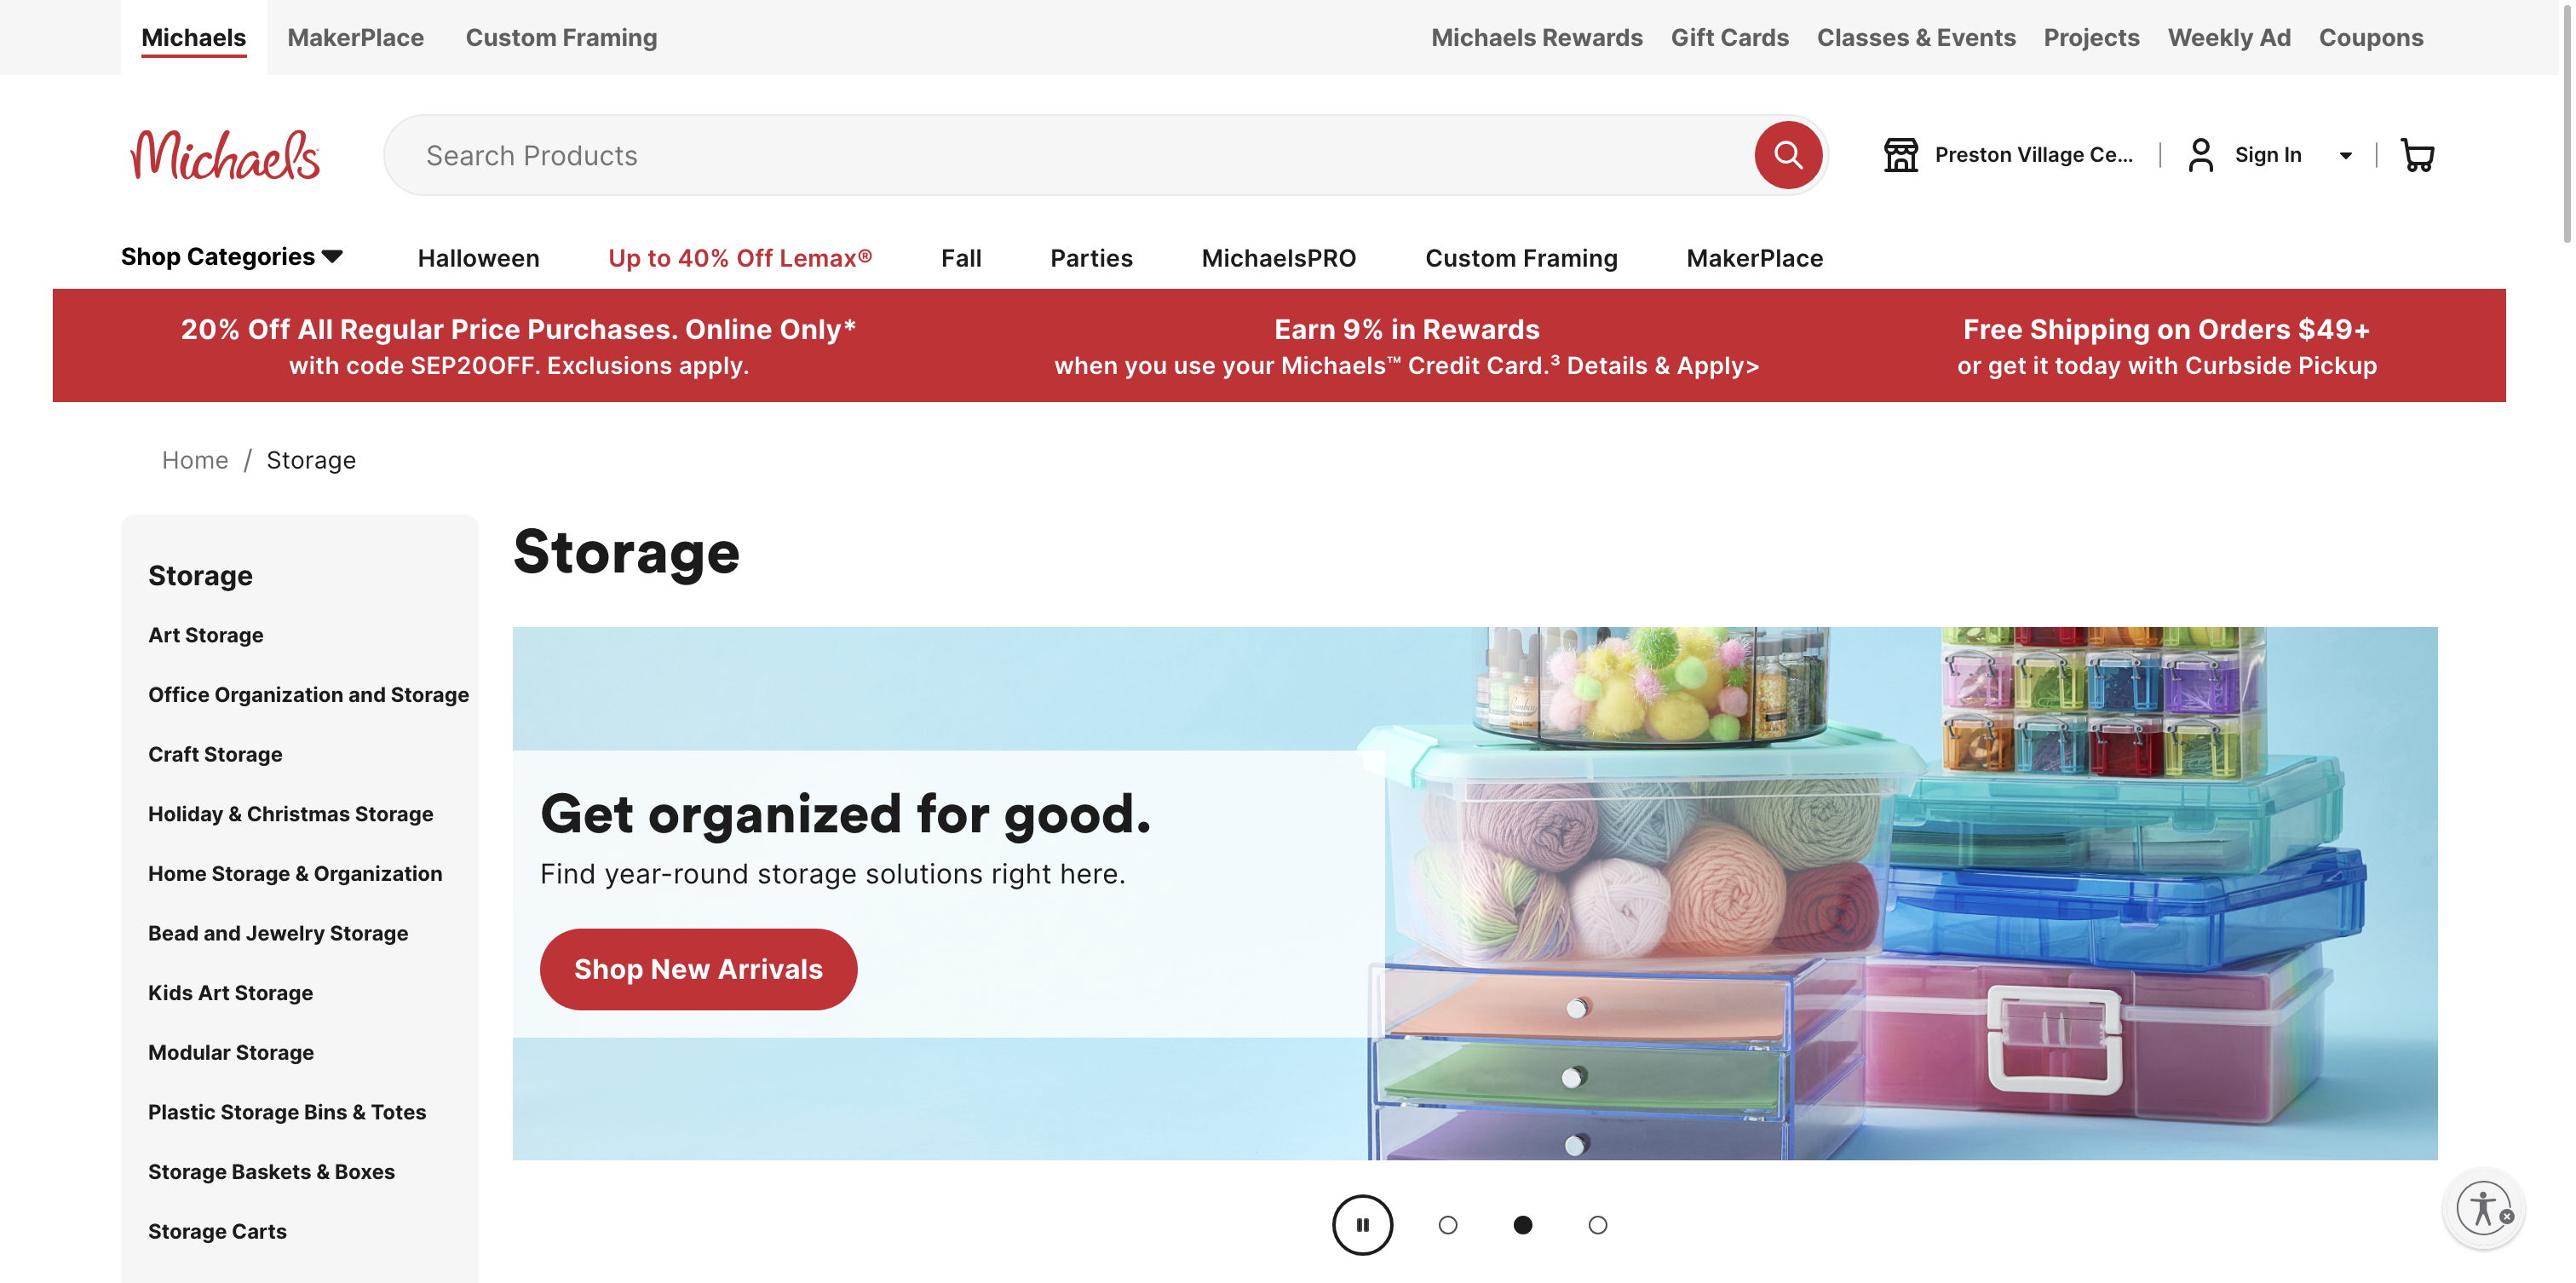 Michaels
MakerPlace
Custom Framing
Michaels Rewards
Gift Cards
Classes & Events
Projects
Weekly Ad
Coupons
Michaels
Search Products
Preston Village Ce...
Sign In
Shop Categories
Halloween
Up to 40% Off Lemax®
Fall
Parties
MichaelsPRO
Custom Framing
MakerPlace
20% Off All Regular Price Purchases. Online Only*
with code SEP20OFF. Exclusions apply.
Earn 9% in Rewards
when you use your Michaels™ Credit Card.³ Details & Apply>
Free Shipping on Orders $49+
or get it today with Curbside Pickup
Home / Storage
Storage
Art Storage
Office Organization and Storage
Craft Storage
Holiday & Christmas Storage
Home Storage & Organization
Bead and Jewelry Storage
Kids Art Storage
Modular Storage
Plastic Storage Bins & Totes
Storage Baskets & Boxes
Storage Carts
Storage
Get organized for good.
Find year-round storage solutions right here.
Shop New Arrivals